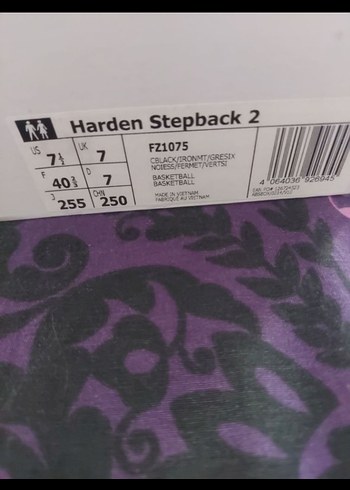 Harden Stepback 2
US 7½ UK 7
F 40⅔ D 7
J 255 CHN 250
FZ1075
CBLACK/IRONMT/GRESIX
NOIESS/FERMET/VERTSI
BASKETBALL
BASKETBALL
MADE IN VIETNAM
FABRIQUÉ AU VIETNAM
4 064036 926945